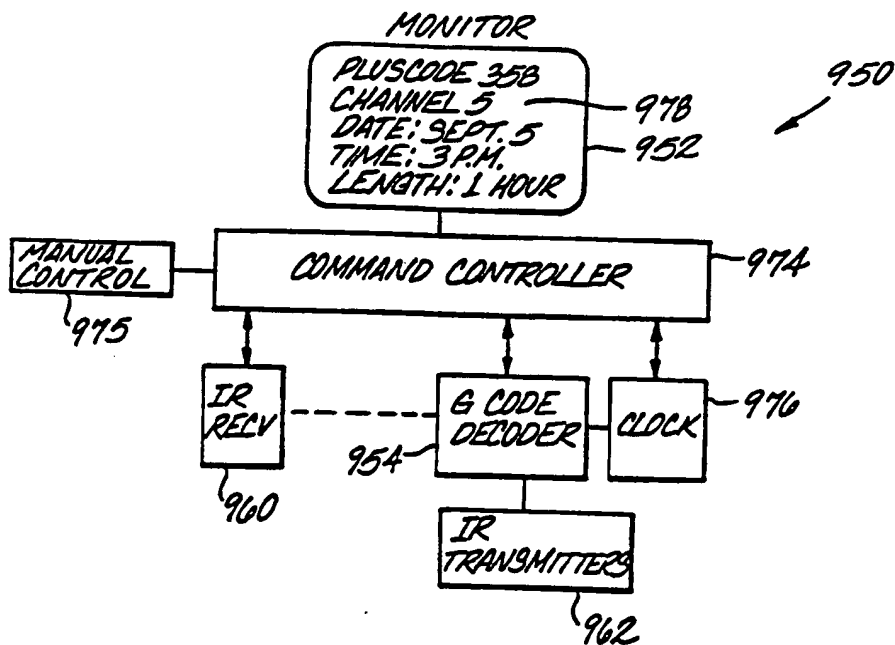 MONITOR
950
PLUSCODE 358
CHANNEL 5
978
DATE: SEPT. 5
952
TIME: 3 P.M.
LENGTH: 1 HOUR
MANUAL
CONTROL
COMMAND CONTROLLER
974
975
IR
RECV
G CODE
DECODER
CLOCK
976
954
960
IR
TRANSMITTERS
962